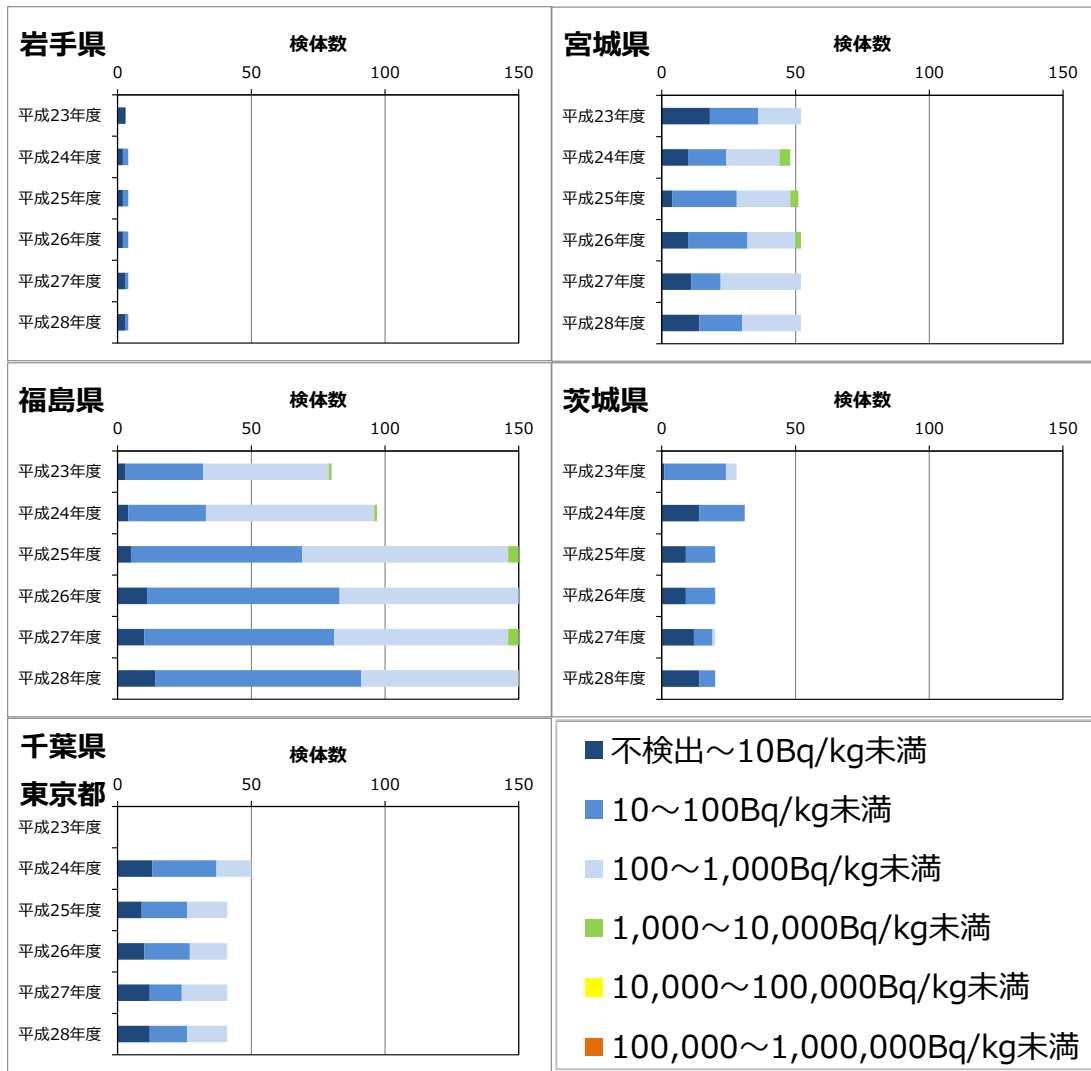 岩手県
検体数
0 50 100 150
平成23年度
平成24年度
平成25年度
平成26年度
平成27年度
平成28年度
宮城県
検体数
0 50 100 150
平成23年度
平成24年度
平成25年度
平成26年度
平成27年度
平成28年度
福島県
検体数
0 50 100 150
平成23年度
平成24年度
平成25年度
平成26年度
平成27年度
平成28年度
茨城県
検体数
0 50 100 150
平成23年度
平成24年度
平成25年度
平成26年度
平成27年度
平成28年度
千葉県
東京都
検体数
0 50 100 150
平成23年度
平成24年度
平成25年度
平成26年度
平成27年度
平成28年度
不検出～10Bq/kg未満
10～100Bq/kg未満
100～1,000Bq/kg未満
1,000～10,000Bq/kg未満
10,000～100,000Bq/kg未満
100,000～1,000,000Bq/kg未満